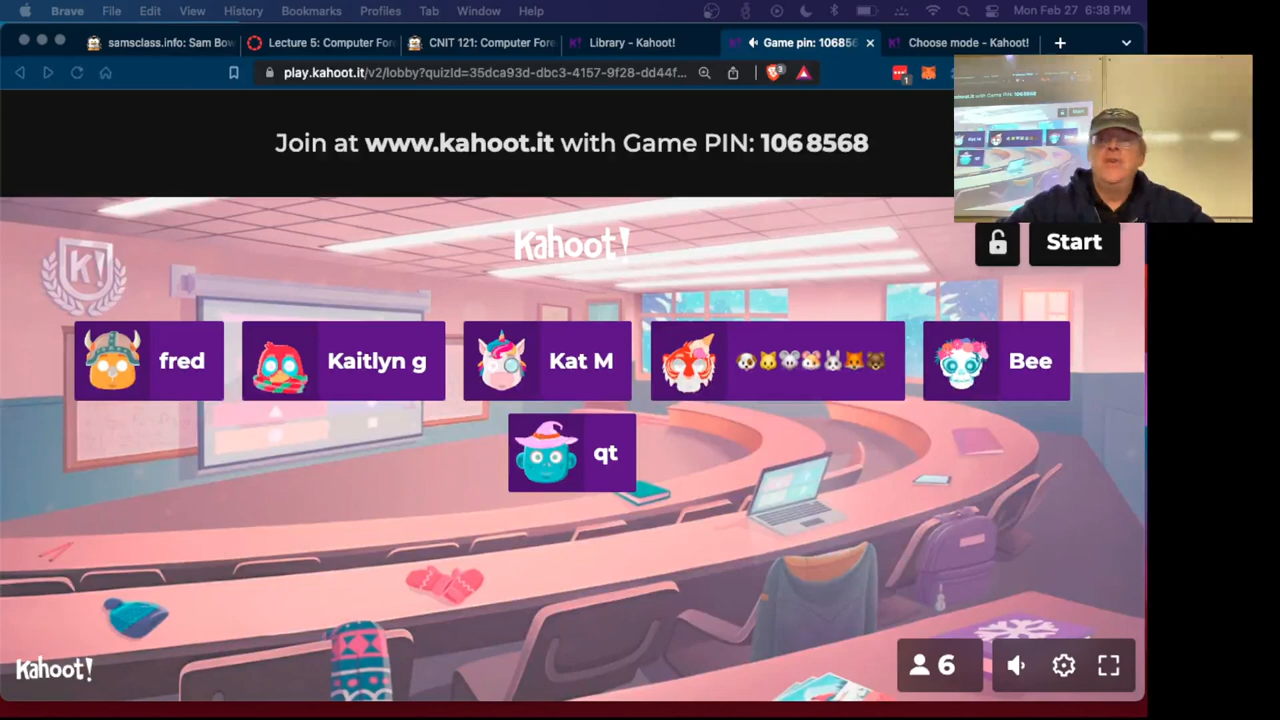 Brave File Edit View History Bookmarks Profiles Tab Window Help Mon Feb 27 6:38 PM
samsclass.info: Sam Bow Lecture 5: Computer For CNIT 121: Computer Fore Library - Kahoot! Game pin: 106856 Choose mode - Kahoot!
play.kahoot.it/v2/lobby?quizId=35dca93d-dbc3-4157-9f28-dd44f...
Join at www.kahoot.it with Game PIN: 106 8568
Kahoot!
K!
Start
fred Kaitlyn g Kat M 🐶🐱🐭🐹🐰🦊🐻 Bee
qt
Kahoot!
6